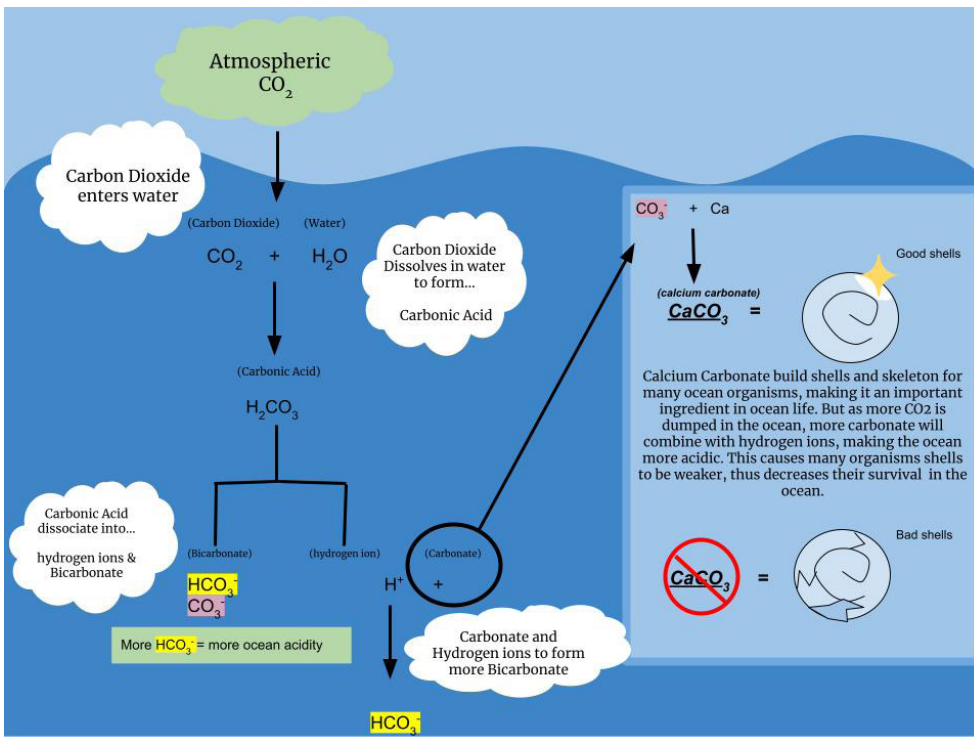 Atmospheric
CO₂
Carbon Dioxide
enters water
(Carbon Dioxide) (Water)
CO₂ + H₂O
Carbon Dioxide
Dissolves in water
to form...
Carbonic Acid
(Carbonic Acid)
H₂CO₃
Carbonic Acid
dissociate into...
hydrogen ions &
Bicarbonate
(Bicarbonate) (hydrogen ion) (Carbonate)
HCO₃⁻
CO₃⁻
H⁺ +
More HCO₃⁻ = more ocean acidity
Carbonate and
Hydrogen ions to form
more Bicarbonate
HCO₃⁻
CO₃⁻ + Ca
Good shells
(calcium carbonate)
CaCO₃ =
Calcium Carbonate build shells and skeleton for
many ocean organisms, making it an important
ingredient in ocean life. But as more CO2 is
dumped in the ocean, more carbonate will
combine with hydrogen ions, making the ocean
more acidic. This causes many organisms shells
to be weaker, thus decreases their survival in the
ocean.
Bad shells
CaCO₃ =